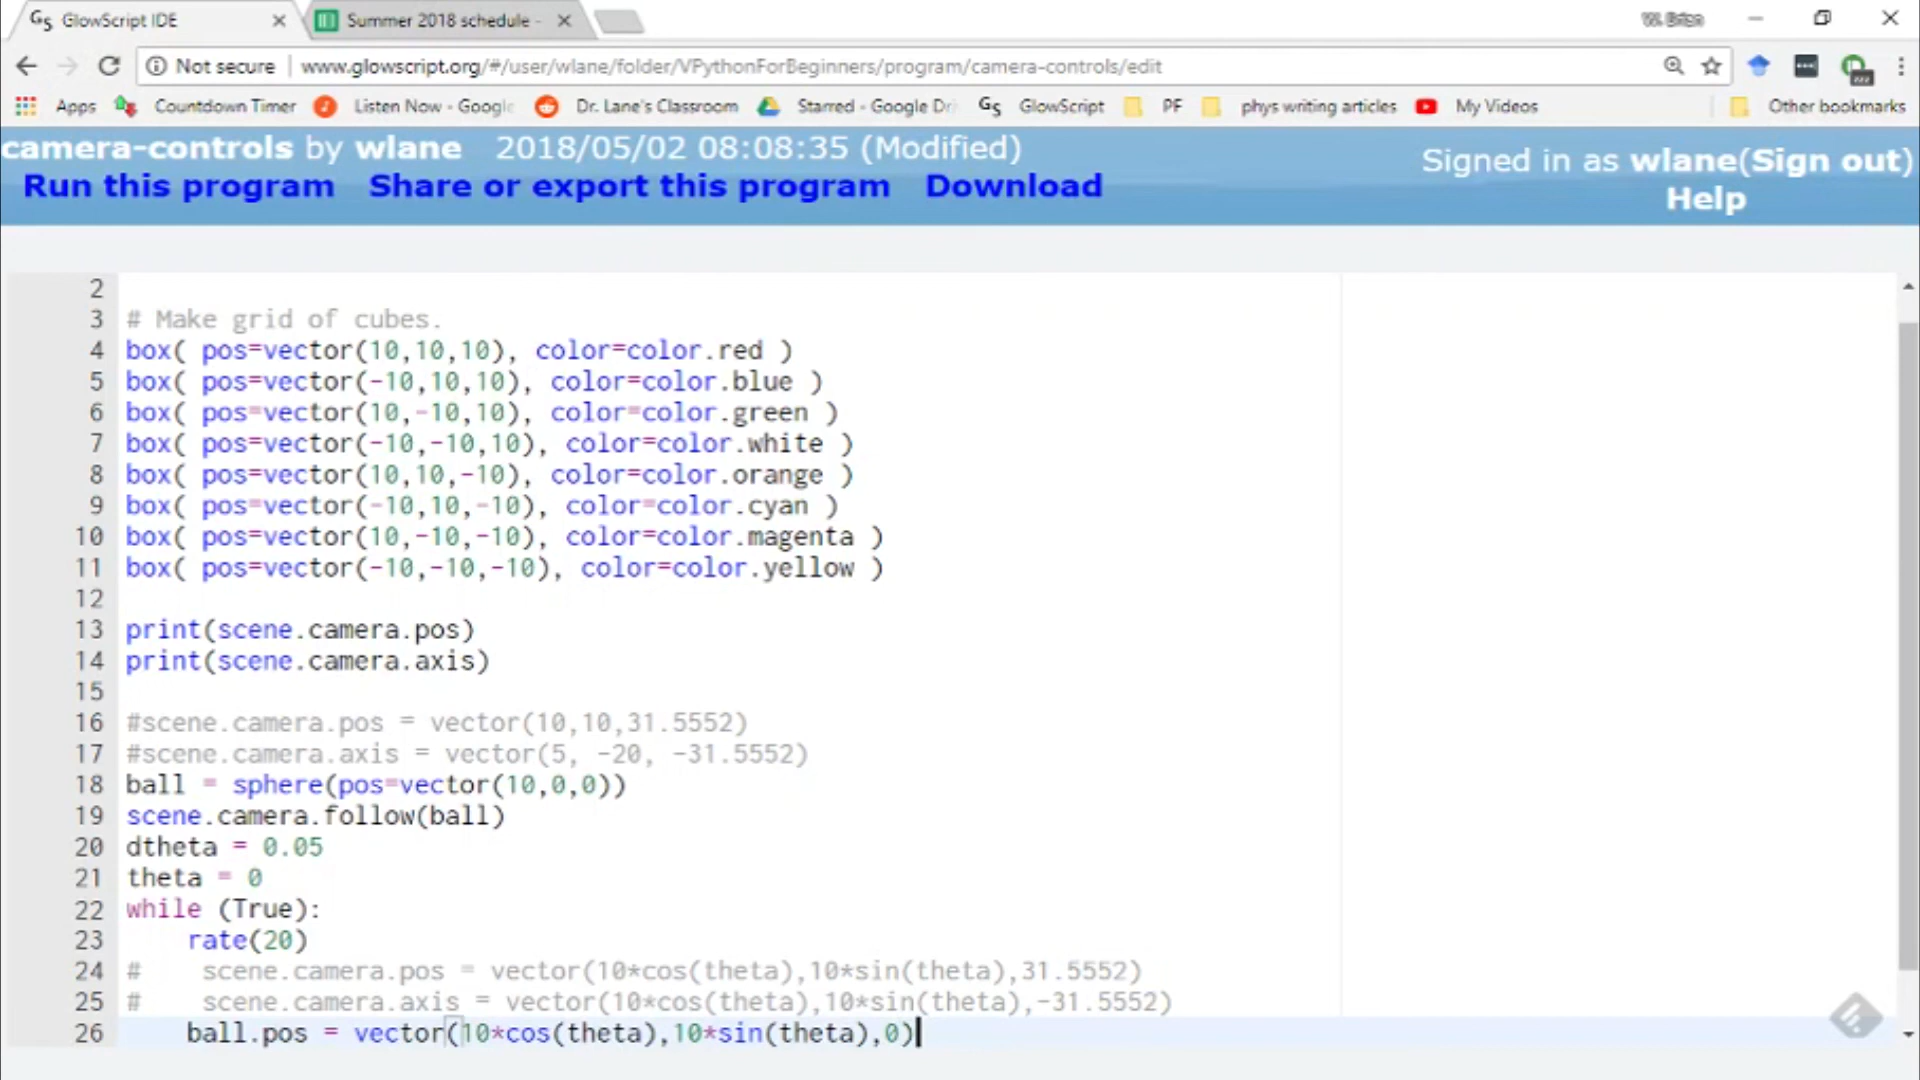 GlowScript IDE
Summer 2018 schedule -
W. Brian
Not secure www.glowscript.org/#/user/wlane/folder/VPythonForBeginners/program/camera-controls/edit
Apps Countdown Timer Listen Now - Google Dr. Lane's Classroom Starred - Google Dri GlowScript PF phys writing articles My Videos Other bookmarks
camera-controls by wlane 2018/05/02 08:08:35 (Modified)
Signed in as wlane(Sign out)
Run this program Share or export this program Download
Help
2
3 # Make grid of cubes.
4 box( pos=vector(10,10,10), color=color.red )
5 box( pos=vector(-10,10,10), color=color.blue )
6 box( pos=vector(10,-10,10), color=color.green )
7 box( pos=vector(-10,-10,10), color=color.white )
8 box( pos=vector(10,10,-10), color=color.orange )
9 box( pos=vector(-10,10,-10), color=color.cyan )
10 box( pos=vector(10,-10,-10), color=color.magenta )
11 box( pos=vector(-10,-10,-10), color=color.yellow )
12
13 print(scene.camera.pos)
14 print(scene.camera.axis)
15
16 #scene.camera.pos = vector(10,10,31.5552)
17 #scene.camera.axis = vector(5, -20, -31.5552)
18 ball = sphere(pos=vector(10,0,0))
19 scene.camera.follow(ball)
20 dtheta = 0.05
21 theta = 0
22 while (True):
23     rate(20)
24 #    scene.camera.pos = vector(10*cos(theta),10*sin(theta),31.5552)
25 #    scene.camera.axis = vector(10*cos(theta),10*sin(theta),-31.5552)
26     ball.pos = vector(10*cos(theta),10*sin(theta),0)